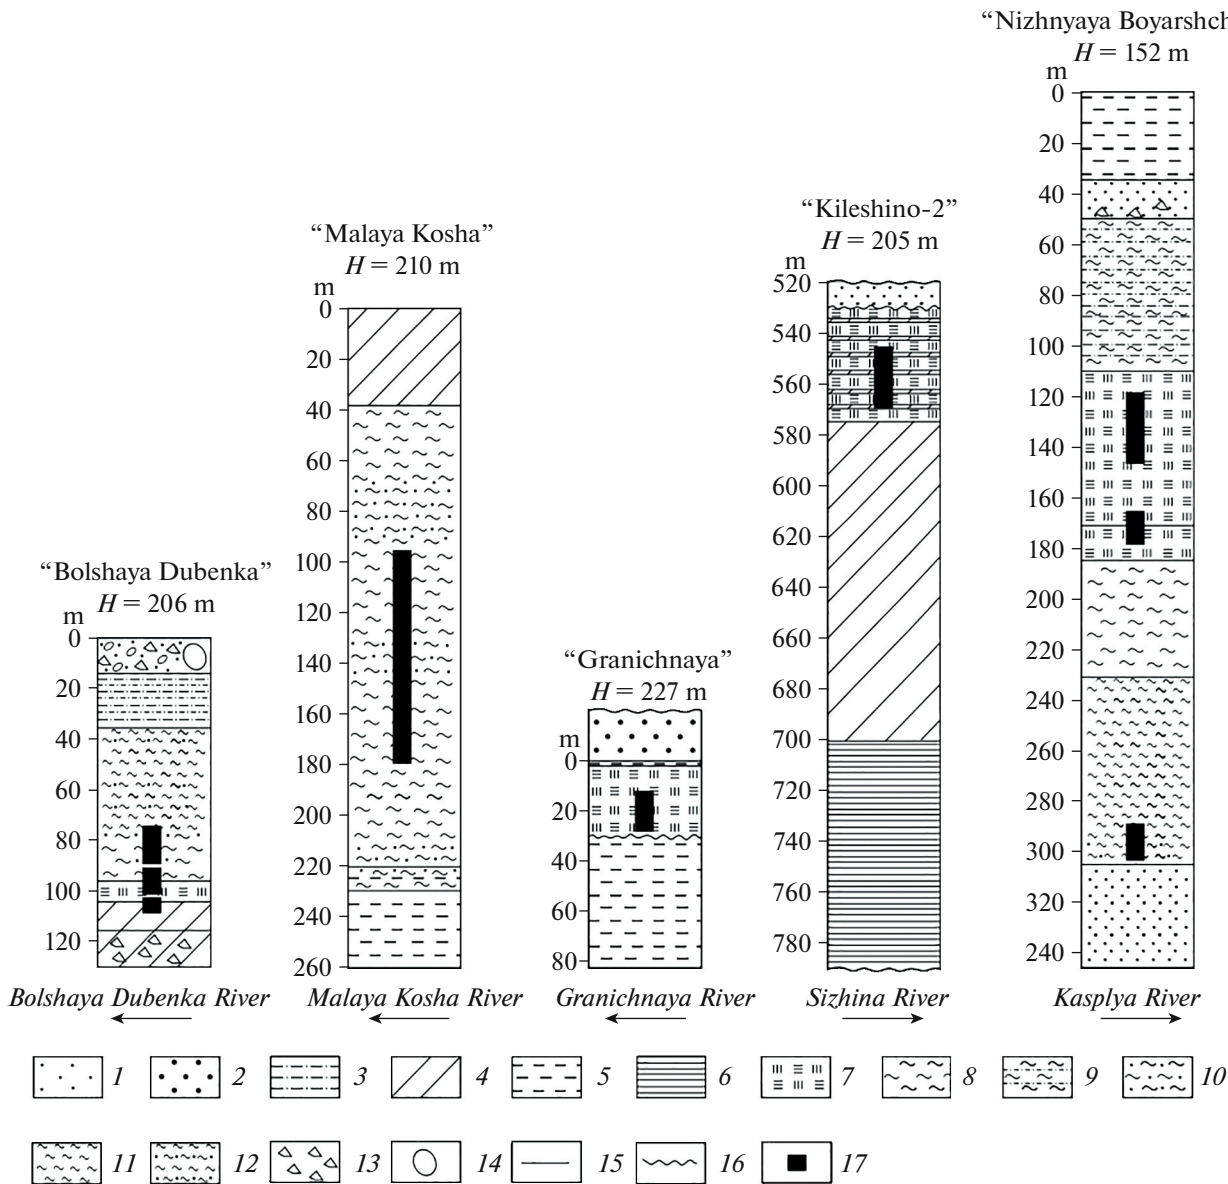 “Nizhnyaya Boyarshch
H = 152 m
m
0
20
40
60
80
100
120
140
160
180
200
220
240
260
290
300
320
240
“Kileshino-2”
H = 205 m
m
520
540
560
580
600
620
640
660
680
700
720
740
760
780
“Malaya Kosha”
H = 210 m
m
0
20
40
60
80
100
120
140
160
180
200
220
240
260
“Bolshaya Dubenka”
H = 206 m
m
0
20
40
60
80
100
120
“Granichnaya”
H = 227 m
m
0
20
40
60
80
Bolshaya Dubenka River
Malaya Kosha River
Granichnaya River
Sizhina River
Kasplya River
1 2 3 4 5 6 7 8 9 10
11 12 13 14 15 16 17